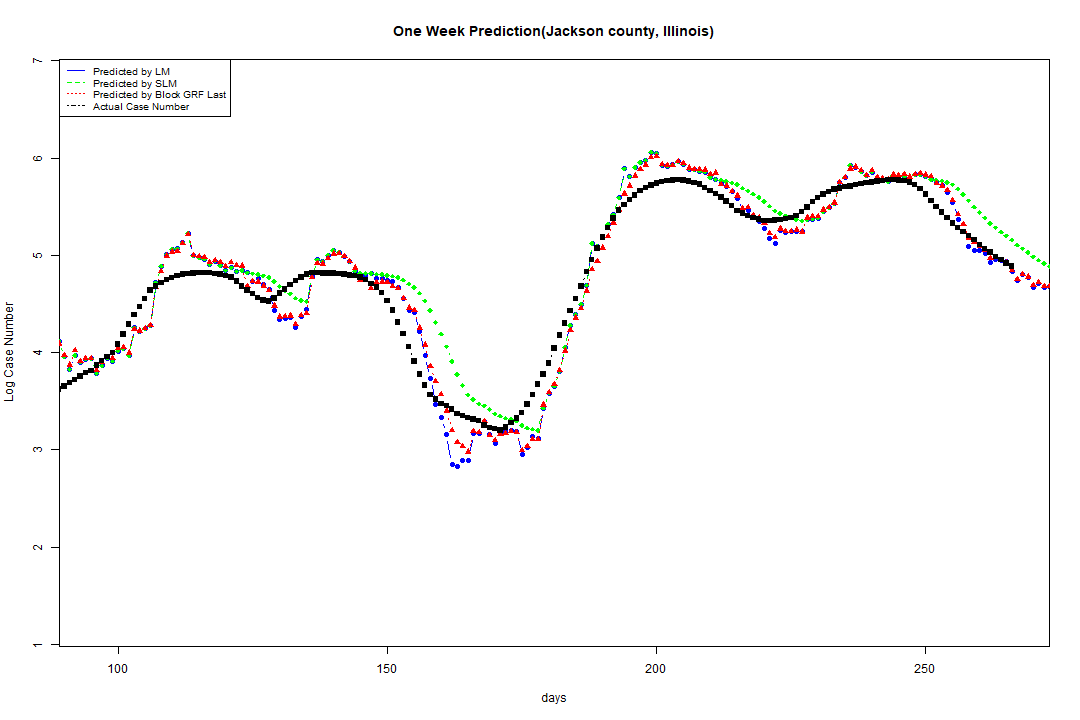 One Week Prediction(Jackson county, Illinois)
Predicted by LM
Predicted by SLM
Predicted by Block GRF Last
Actual Case Number
7
6
5
4
3
2
1
Log Case Number
100
150
200
250
days